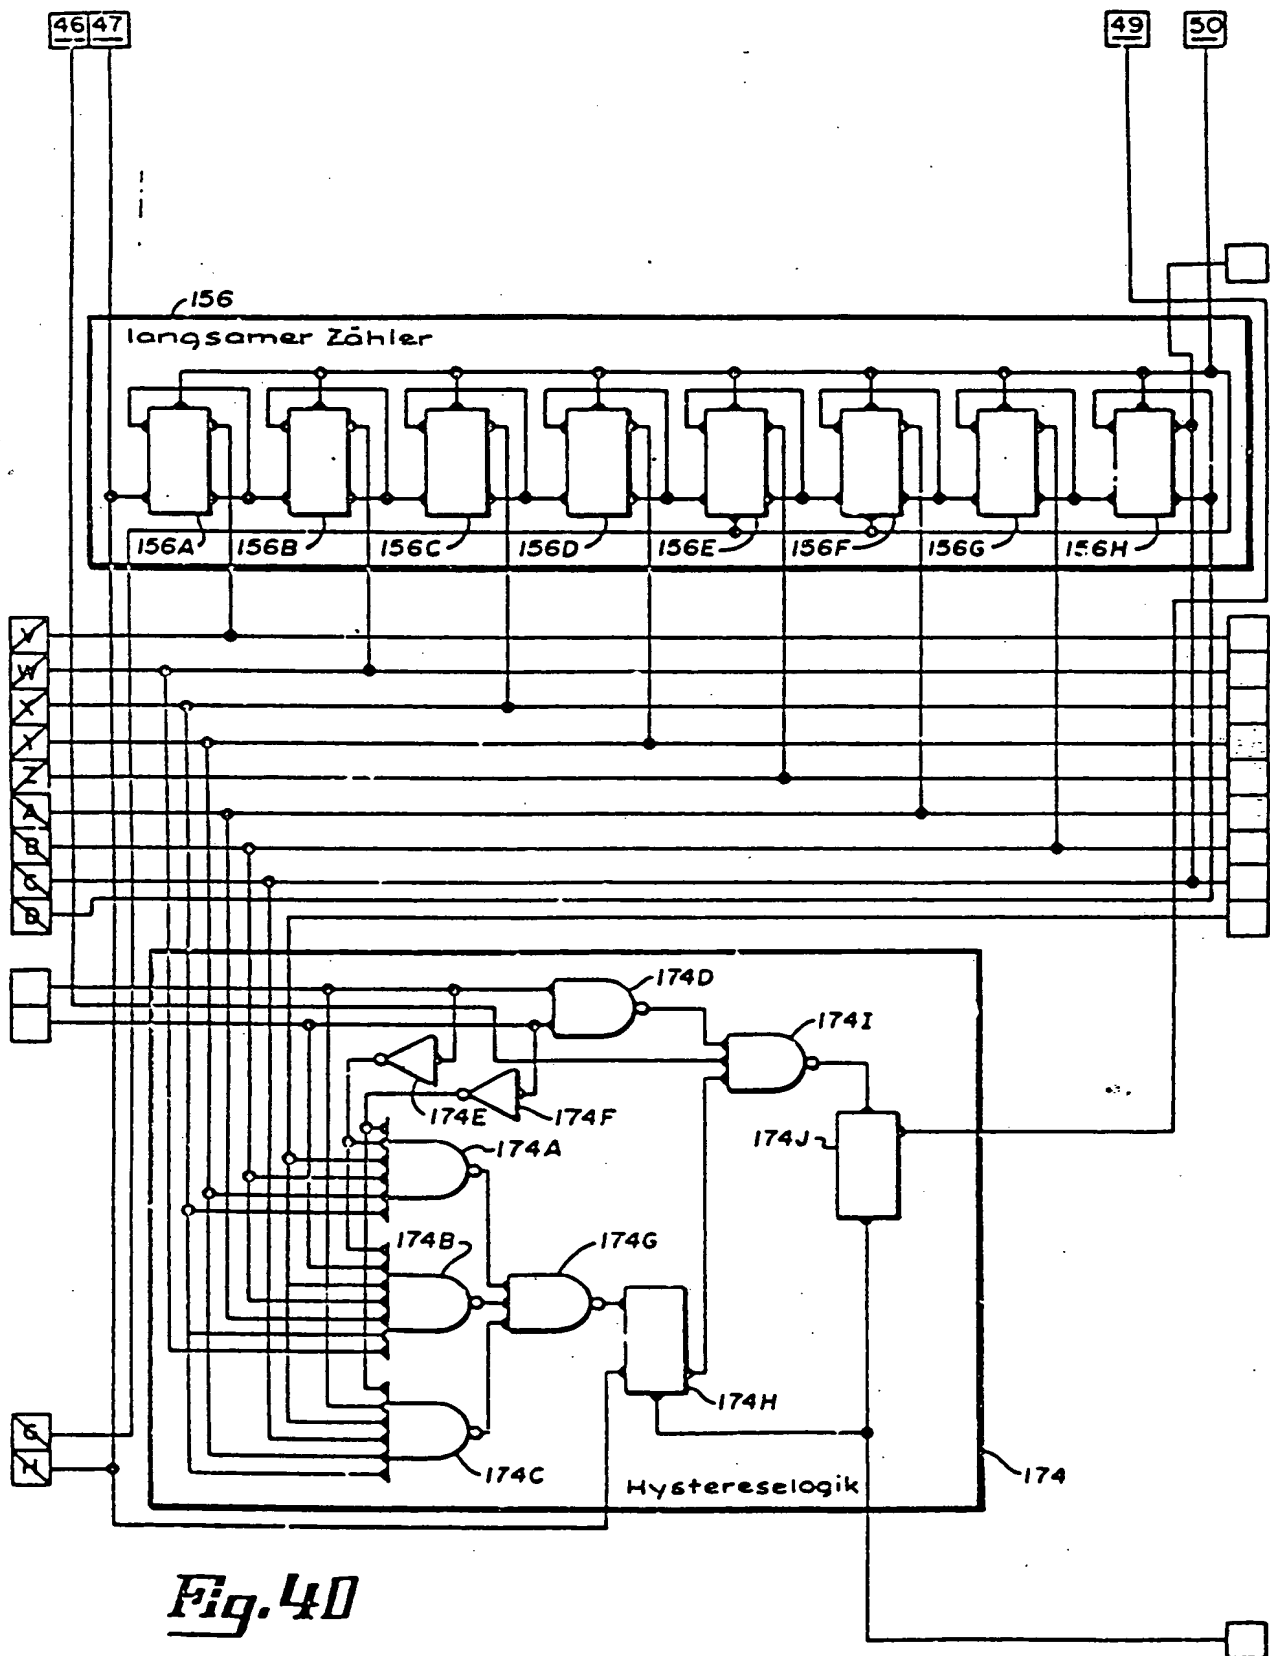 46 47 49 50
156
langsamer Zähler
156A 156B 156C 156D 156E 156F 156G 156H
V
W
X
Y
Z
A
B
C
D
174D
174I
174E 174F
174J
174A
174B 174G
174H
G
H
174C
174
Hystereselogik
Fig. 40